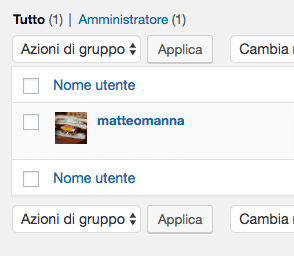 Tutto (1) | Amministratore (1)
Azioni di gruppo Applica Cambia
Nome utente
matteomanna
Nome utente
Azioni di gruppo Applica Cambia